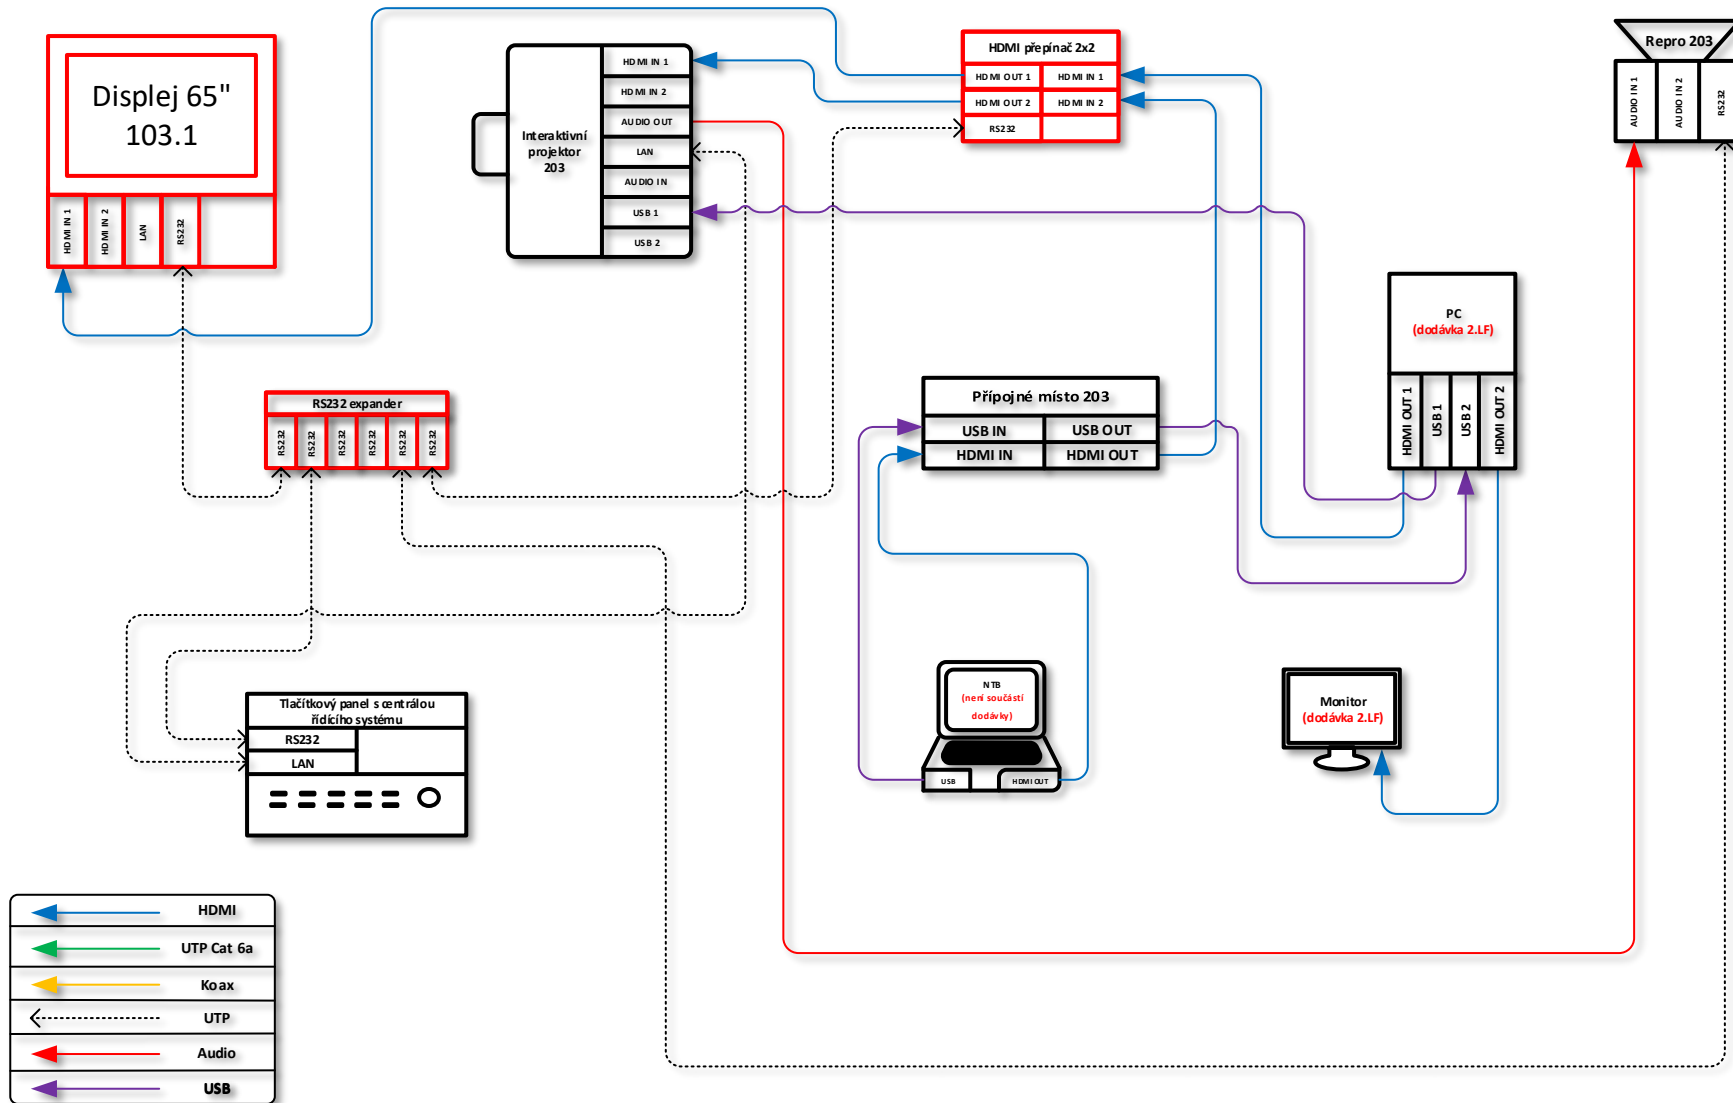 Displej 65"
103.1
HDMI IN 1
HDMI IN 2
LAN
RS232
Interaktivní
projektor
203
HDMI IN 1
HDMI IN 2
AUDIO OUT
LAN
AUDIO IN
USB 1
USB 2
HDMI přepínač 2x2
HDMI OUT 1
HDMI IN 1
HDMI OUT 2
HDMI IN 2
RS232
Repro 203
AUDIO IN 1
AUDIO IN 2
RS232
PC
(dodávka 2.LF)
HDMI OUT 1
USB 1
USB 2
HDMI OUT 2
RS232 expander
RS232
RS232
RS232
RS232
RS232
RS232
Přípojné místo 203
USB IN
USB OUT
HDMI IN
HDMI OUT
Tlačítkový panel s centrálou
řídícího systému
RS232
LAN
NTB
(není součástí
dodávky)
USB
HDMI OUT
Monitor
(dodávka 2.LF)
HDMI
UTP Cat 6a
Koax
UTP
Audio
USB